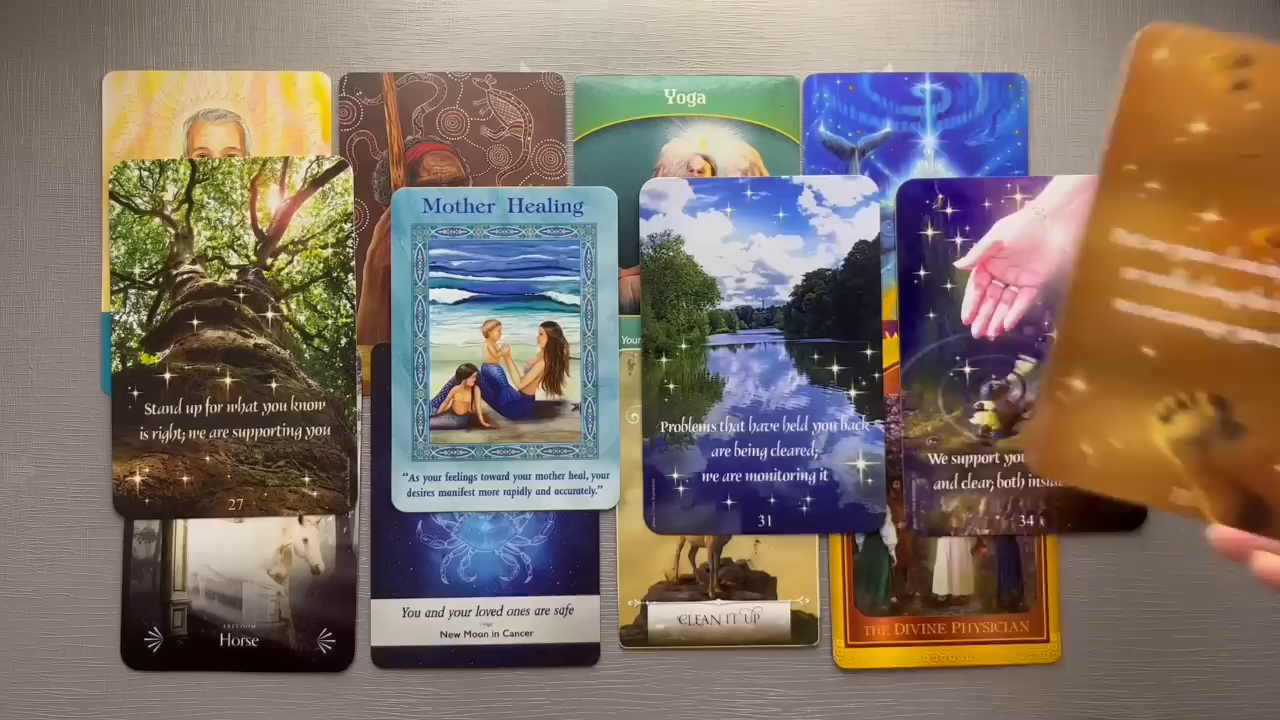 Yoga
Mother Healing
Stand up for what you know
is right; we are supporting you
27
"As your feelings toward your mother heal, your
desires manifest more rapidly and accurately."
Your
Problems that have held you back
are being cleared;
we are monitoring it
31
We support you
and clear; both insi
34
FREEDOM
Horse
You and your loved ones are safe
New Moon in Cancer
CLEAN IT UP
THE DIVINE PHYSICIAN